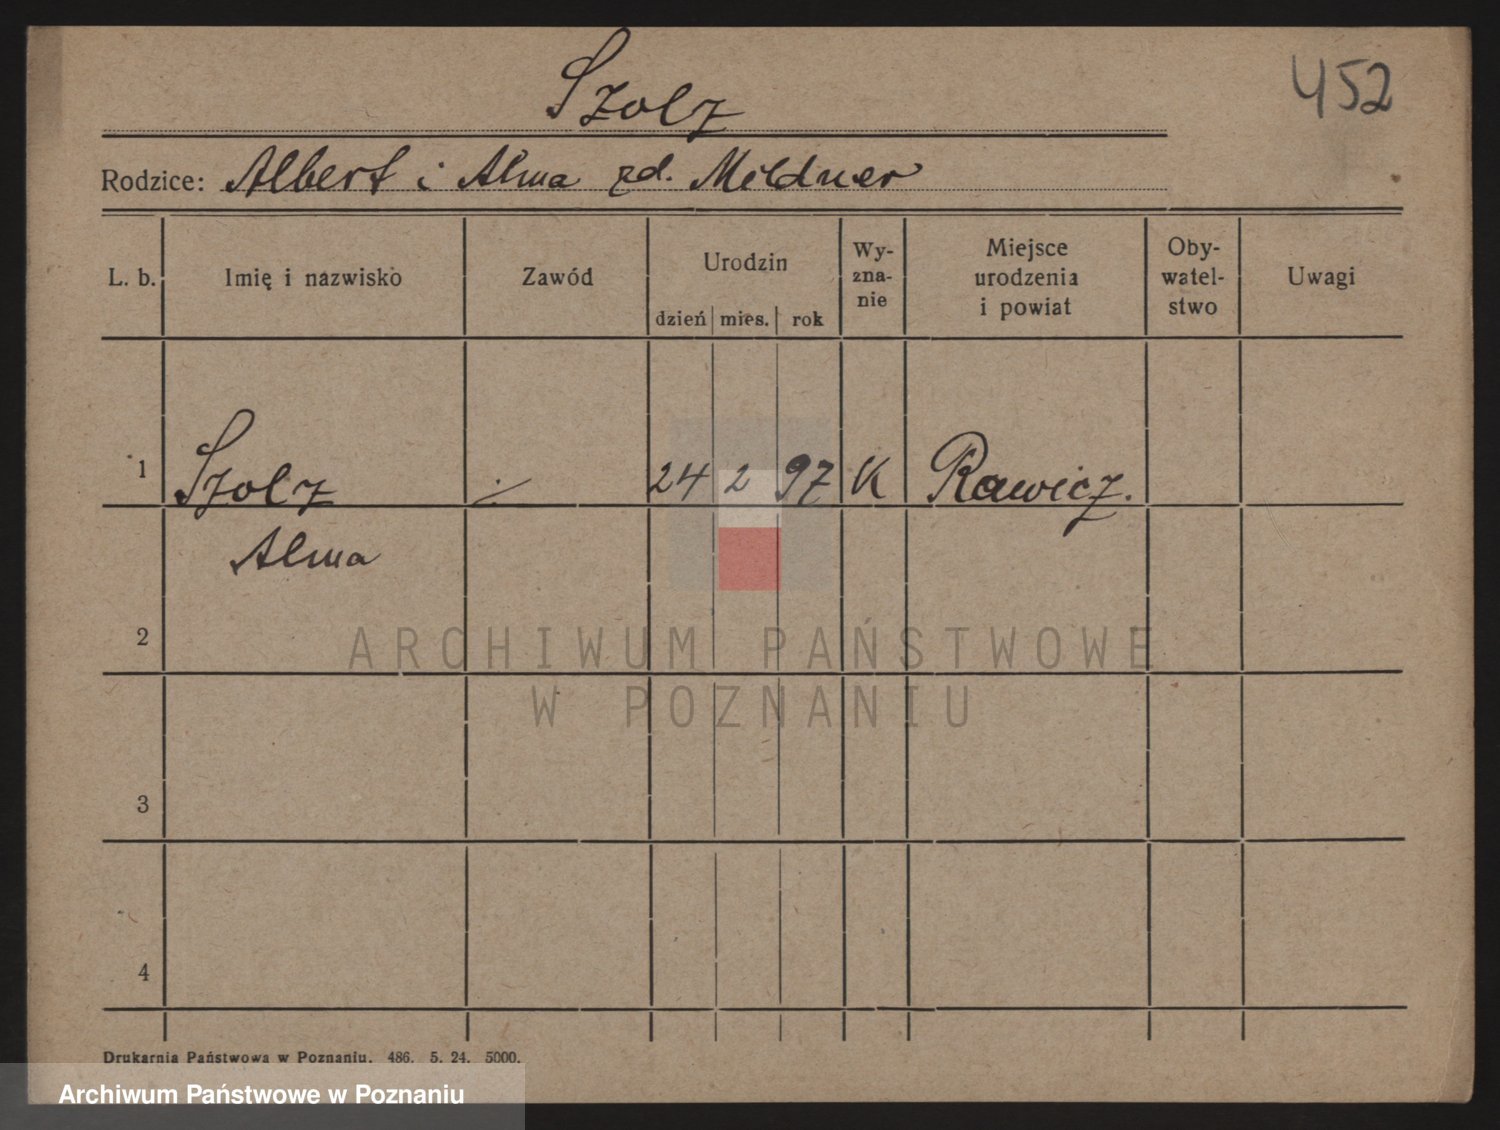 Szolz
452
Rodzice: Albert i Alma zd. Mildner
L. b. Imię i nazwisko Zawód Urodzin dzień mies. rok Wy-zna-nie Miejsce urodzenia i powiat Oby-watel-stwo Uwagi
1 Szolz 24 2 97 K Rawicz.
Alma
2
ARCHIWUM PAŃSTWOWE
W POZNANIU
3
4
Drukarnia Państwowa w Poznaniu. 486. 5. 24. 5000.
Archiwum Państwowe w Poznaniu